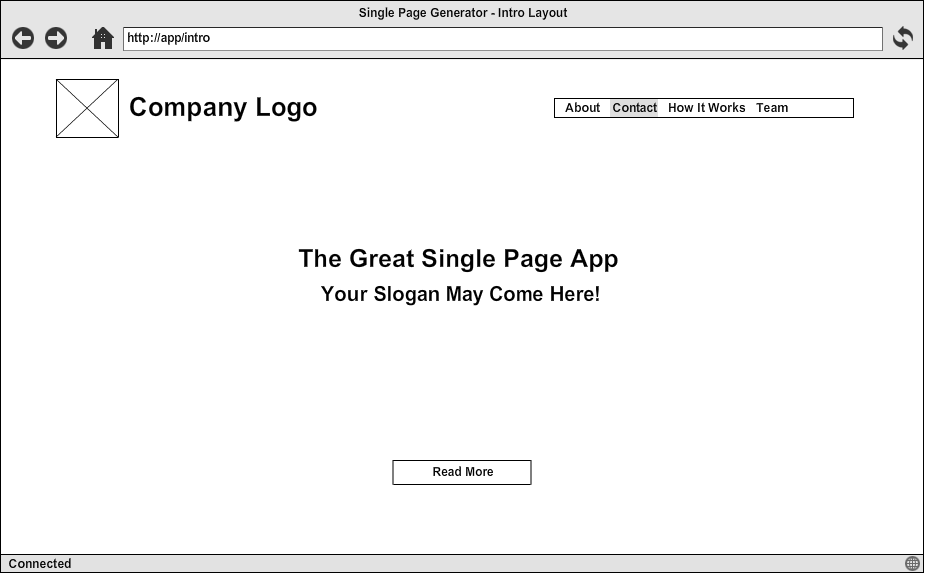 Single Page Generator - Intro Layout
http://app/intro
Company Logo
About Contact How It Works Team
The Great Single Page App
Your Slogan May Come Here!
Read More
Connected